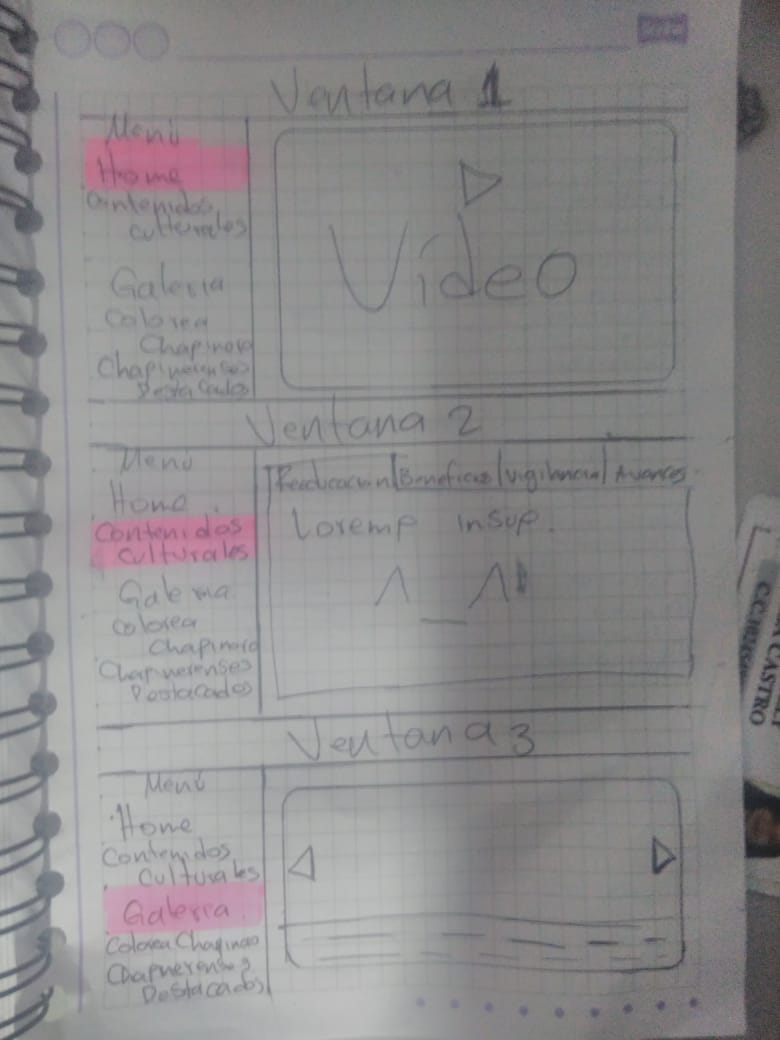 Ventana 1
Menú
Home
Contenidos
culturales
Galeria
Colorea
Chapinero
Chapinerenses
Destacados
Video
Ventana 2
Menú
Home
Contenidos
culturales
Galeria
Colorea
Chapinero
Chapinerenses
Destacados
Reeducacion|Beneficios|Vigilancia|Avances
Loremp insup.
^_^!
Ventana 3
Menú
Home
Contenidos
Culturales
Galeria
Colorea Chapinero
Chapinerenses
Destacados
CASTRO